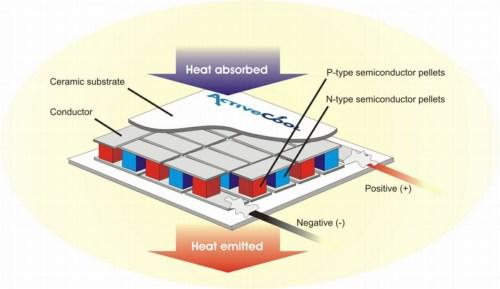 Heat absorbed
Ceramic substrate
P-type semiconductor pellets
ActiveCool
N-type semiconductor pellets
Conductor
Positive (+)
Negative (-)
Heat emitted